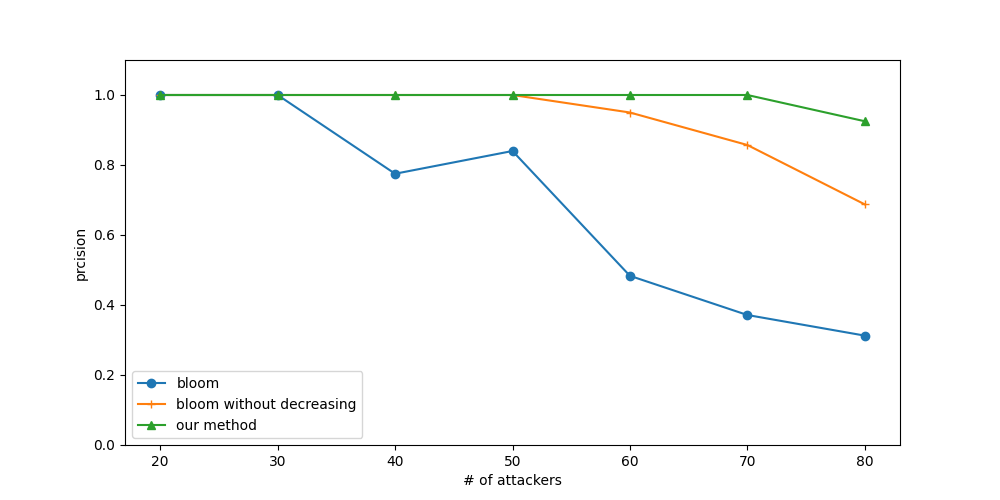 1.0
0.8
0.6
0.4
0.2
0.0
prcision
bloom
bloom without decreasing
our method
20 30 40 50 60 70 80
# of attackers